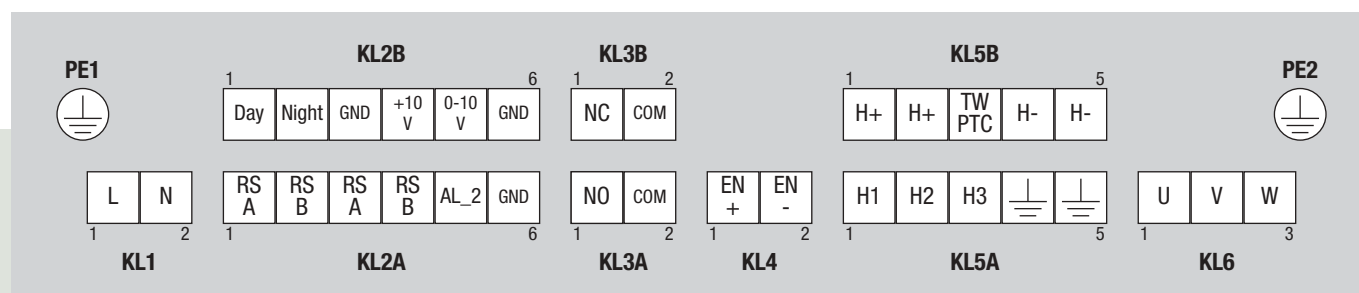 KL2B KL3B KL5B
PE1 PE2
1 6 1 2 1 5
Day Night GND +10 V 0-10 V GND NC COM H+ H+ TW PTC H- H-
L N RS A RS B RS A RS B AL_2 GND NO COM EN + EN - H1 H2 H3 U V W
1 2 1 6 1 2 1 2 1 5 1 3
KL1 KL2A KL3A KL4 KL5A KL6